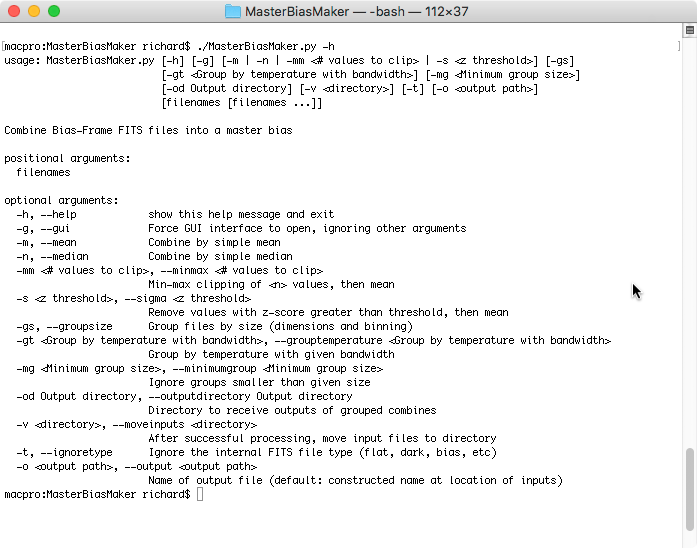 MasterBiasMaker — -bash — 112×37
[macpro:MasterBiasMaker richard$ ./MasterBiasMaker.py -h ]
usage: MasterBiasMaker.py [-h] [-g] [-m | -n | -mm <# values to clip> | -s <z threshold>] [-gs]
[-gt <Group by temperature with bandwidth>] [-mg <Minimum group size>]
[-od Output directory] [-v <directory>] [-t] [-o <output path>]
[filenames [filenames ...]]
Combine Bias-Frame FITS files into a master bias
positional arguments:
filenames
optional arguments:
-h, --help show this help message and exit
-g, --gui Force GUI interface to open, ignoring other arguments
-m, --mean Combine by simple mean
-n, --median Combine by simple median
-mm <# values to clip>, --minmax <# values to clip>
Min-max clipping of <n> values, then mean
-s <z threshold>, --sigma <z threshold>
Remove values with z-score greater than threshold, then mean
-gs, --groupsize Group files by size (dimensions and binning)
-gt <Group by temperature with bandwidth>, --grouptemperature <Group by temperature with bandwidth>
Group by temperature with given bandwidth
-mg <Minimum group size>, --minimumgroup <Minimum group size>
Ignore groups smaller than given size
-od Output directory, --outputdirectory Output directory
Directory to receive outputs of grouped combines
-v <directory>, --moveinputs <directory>
After successful processing, move input files to directory
-t, --ignoretype Ignore the internal FITS file type (flat, dark, bias, etc)
-o <output path>, --output <output path>
Name of output file (default: constructed name at location of inputs)
macpro:MasterBiasMaker richard$